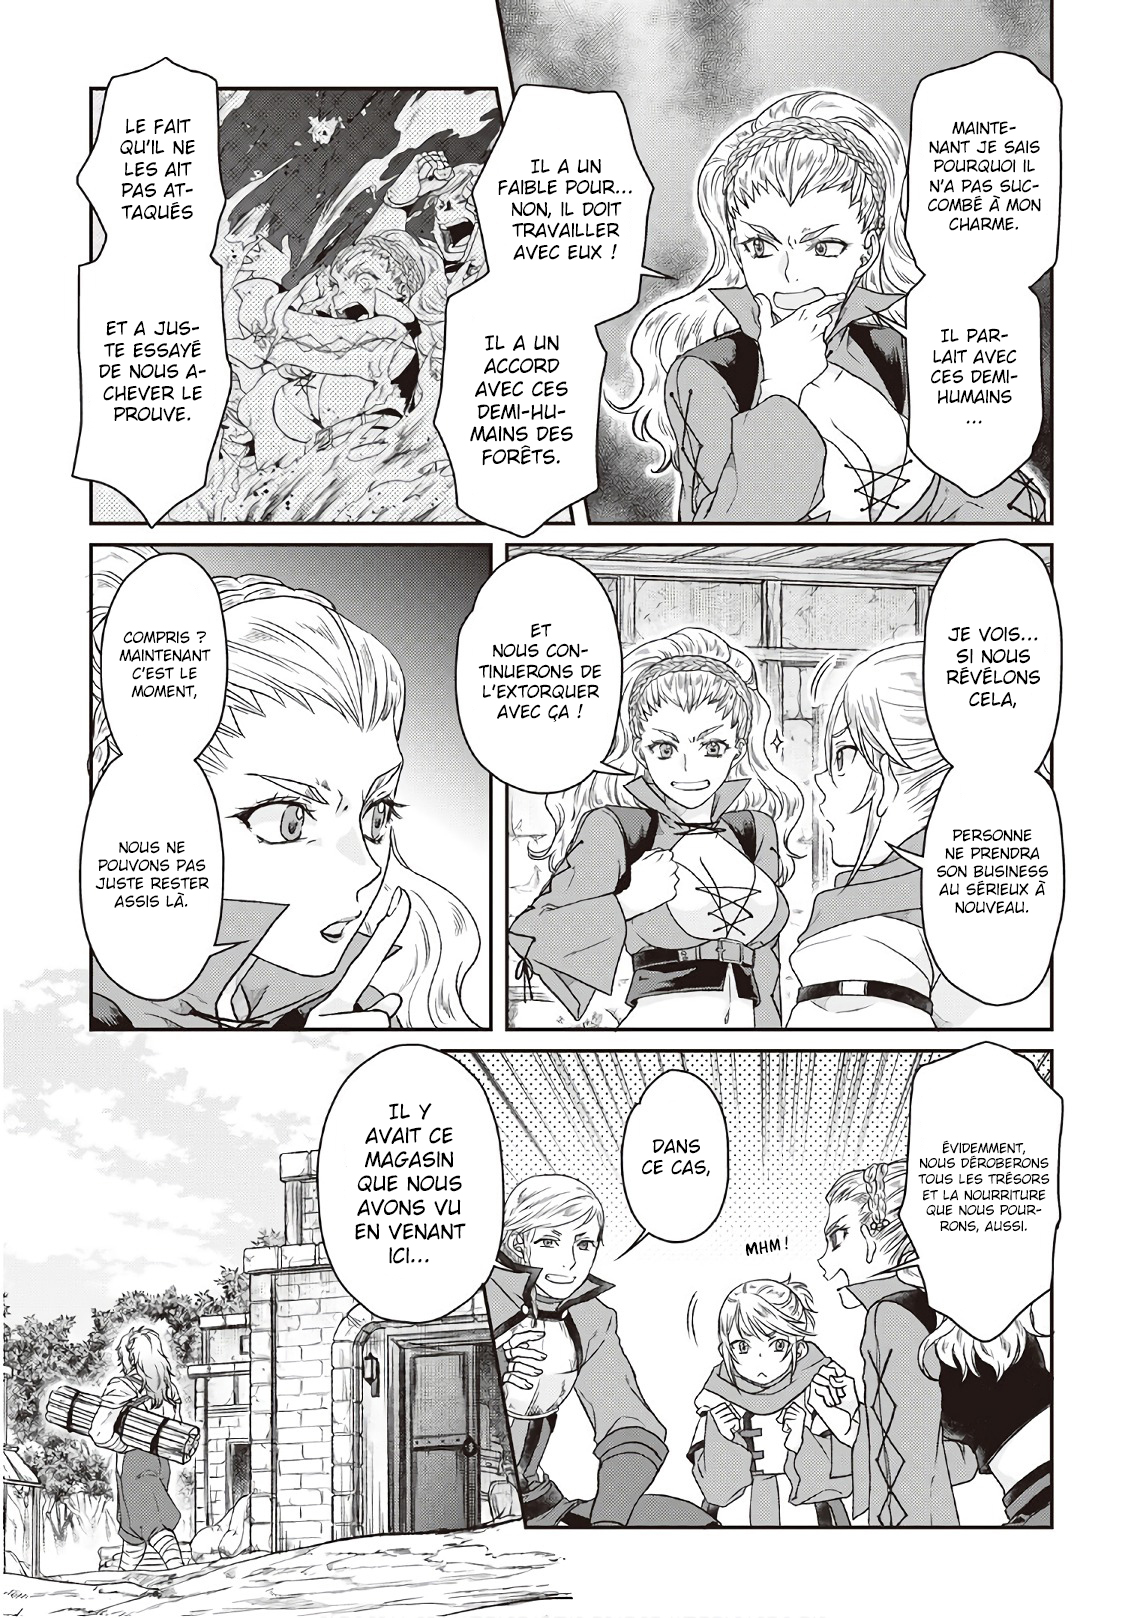 MAINTE-
NANT JE SAIS
POURQUOI IL
N'A PAS SUC-
COMBÉ À MON
CHARME.
IL PAR-
LAIT AVEC
CES DEMI-
HUMAINS
...
IL A UN
FAIBLE POUR...
NON, IL DOIT
TRAVAILLER
AVEC EUX !
IL A UN
ACCORD
AVEC CES
DEMI-HU-
MAINS DES
FORÊTS.
LE FAIT
QU'IL NE
LES AIT
PAS AT-
TAQUÉS
ET A JUS-
TE ESSAYÉ
DE NOUS A-
CHEVER LE
PROUVE.
JE VOIS...
SI NOUS
RÉVÉLONS
CELA,
PERSONNE
NE PRENDRA
SON BUSINESS
AU SÉRIEUX À
NOUVEAU.
ET
NOUS CON-
TINUERONS DE
L'EXTORQUER
AVEC ÇA !
COMPRIS ?
MAINTENANT
C'EST LE
MOMENT,
NOUS NE
POUVONS PAS
JUSTE RESTER
ASSIS LÀ.
ÉVIDEMMENT,
NOUS DÉROBERONS
TOUS LES TRÉSORS
ET LA NOURRITURE
QUE NOUS POUR-
RONS, AUSSI.
MHM !
DANS
CE CAS,
IL Y
AVAIT CE
MAGASIN
QUE NOUS
AVONS VU
EN VENANT
ICI...